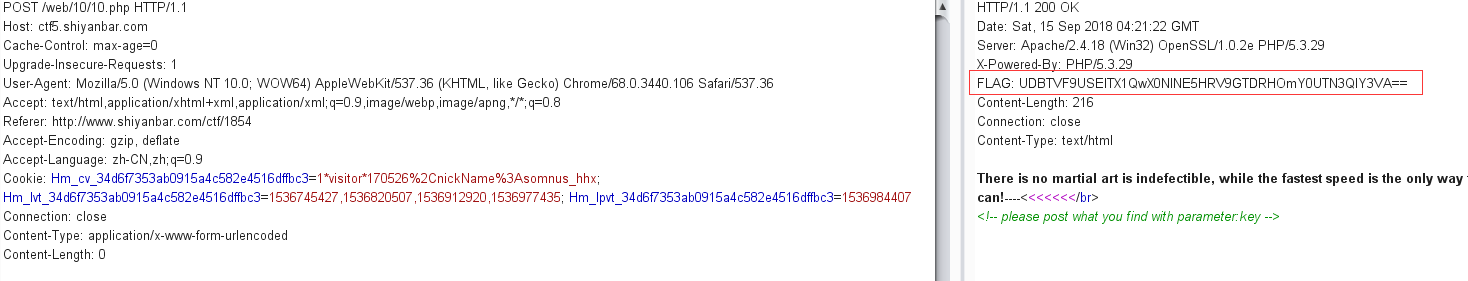 POST /web/10/10.php HTTP/1.1
Host: ctf5.shiyanbar.com
Cache-Control: max-age=0
Upgrade-Insecure-Requests: 1
User-Agent: Mozilla/5.0 (Windows NT 10.0; WOW64) AppleWebKit/537.36 (KHTML, like Gecko) Chrome/68.0.3440.106 Safari/537.36
Accept: text/html,application/xhtml+xml,application/xml;q=0.9,image/webp,image/apng,*/*;q=0.8
Referer: http://www.shiyanbar.com/ctf/1854
Accept-Encoding: gzip, deflate
Accept-Language: zh-CN,zh;q=0.9
Cookie: Hm_cv_34d6f7353ab0915a4c582e4516dffbc3=1*visitor*170526%2CnickName%3Asomnus_hhx;
Hm_lvt_34d6f7353ab0915a4c582e4516dffbc3=1536745427,1536820507,1536912920,1536977435; Hm_lpvt_34d6f7353ab0915a4c582e4516dffbc3=1536984407
Connection: close
Content-Type: application/x-www-form-urlencoded
Content-Length: 0
HTTP/1.1 200 OK
Date: Sat, 15 Sep 2018 04:21:22 GMT
Server: Apache/2.4.18 (Win32) OpenSSL/1.0.2e PHP/5.3.29
X-Powered-By: PHP/5.3.29
FLAG: UDBTVF9USElTX1QwX0NINE5HRV9GTDRHOmY0UTN3QlY3VA==
Content-Length: 216
Connection: close
Content-Type: text/html
There is no martial art is indefectible, while the fastest speed is the only way
can!----<<<<<<</br>
<!-- please post what you find with parameter:key -->